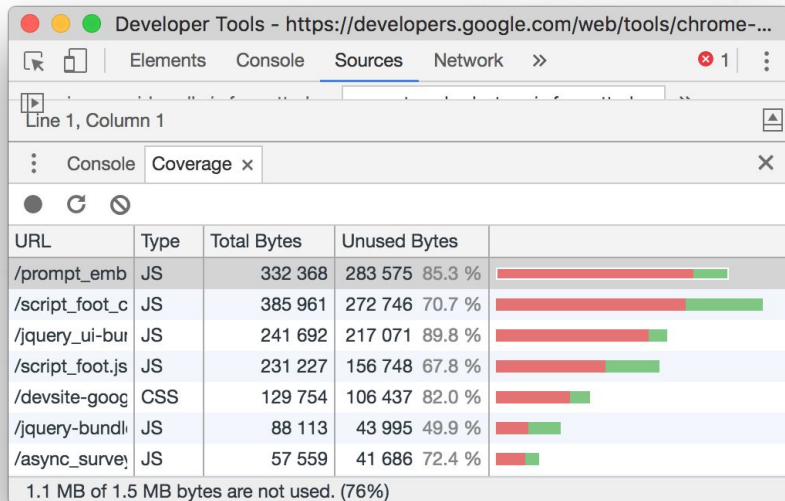 Developer Tools - https://developers.google.com/web/tools/chrome-...
Elements Console Sources Network » 1
Line 1, Column 1
Console Coverage ×
URL Type Total Bytes Unused Bytes
/prompt_emb JS 332 368 283 575 85.3 %
/script_foot_c JS 385 961 272 746 70.7 %
/jquery_ui-bun JS 241 692 217 071 89.8 %
/script_foot.js JS 231 227 156 748 67.8 %
/devsite-goog CSS 129 754 106 437 82.0 %
/jquery-bundl JS 88 113 43 995 49.9 %
/async_survey JS 57 559 41 686 72.4 %
1.1 MB of 1.5 MB bytes are not used. (76%)